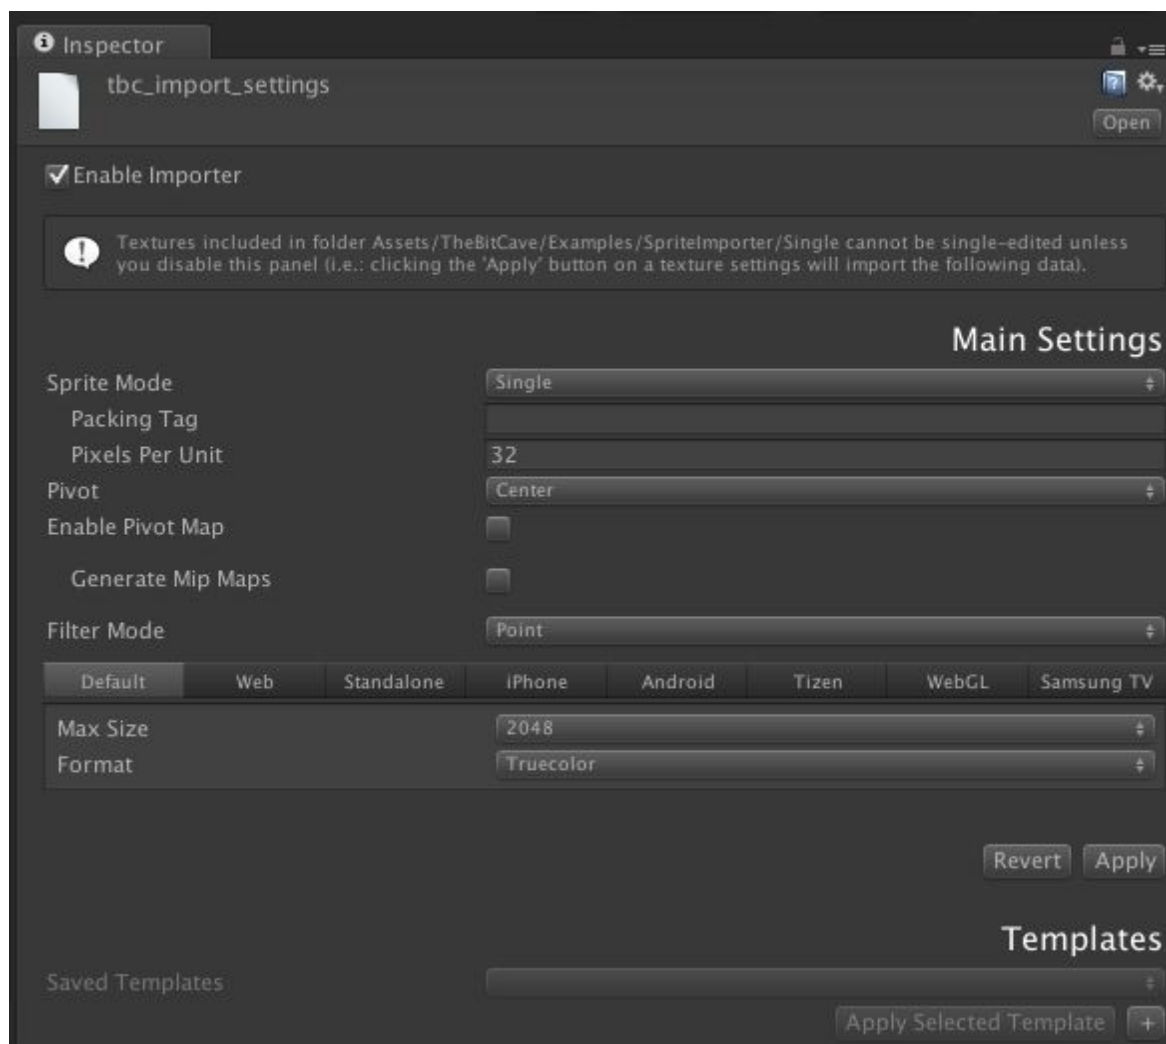 Inspector
tbc_import_settings
Open
Enable Importer
Textures included in folder Assets/TheBitCave/Examples/SpriteImporter/Single cannot be single-edited unless
you disable this panel (i.e.: clicking the 'Apply' button on a texture settings will import the following data).
Main Settings
Sprite Mode Single
Packing Tag
Pixels Per Unit 32
Pivot Center
Enable Pivot Map
Generate Mip Maps
Filter Mode Point
Default Web Standalone iPhone Android Tizen WebGL Samsung TV
Max Size 2048
Format Truecolor
Revert Apply
Templates
Saved Templates
Apply Selected Template +